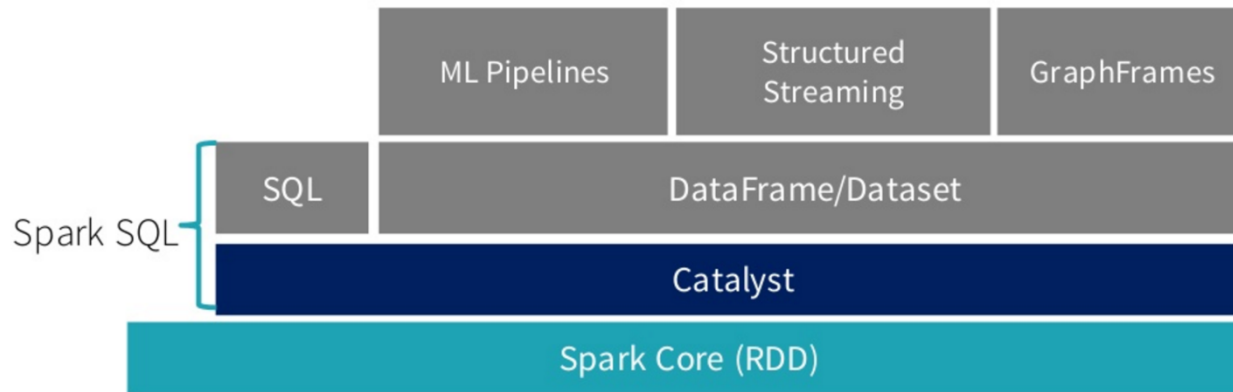 ML Pipelines
Structured
Streaming
GraphFrames
SQL
DataFrame/Dataset
Spark SQL
Catalyst
Spark Core (RDD)